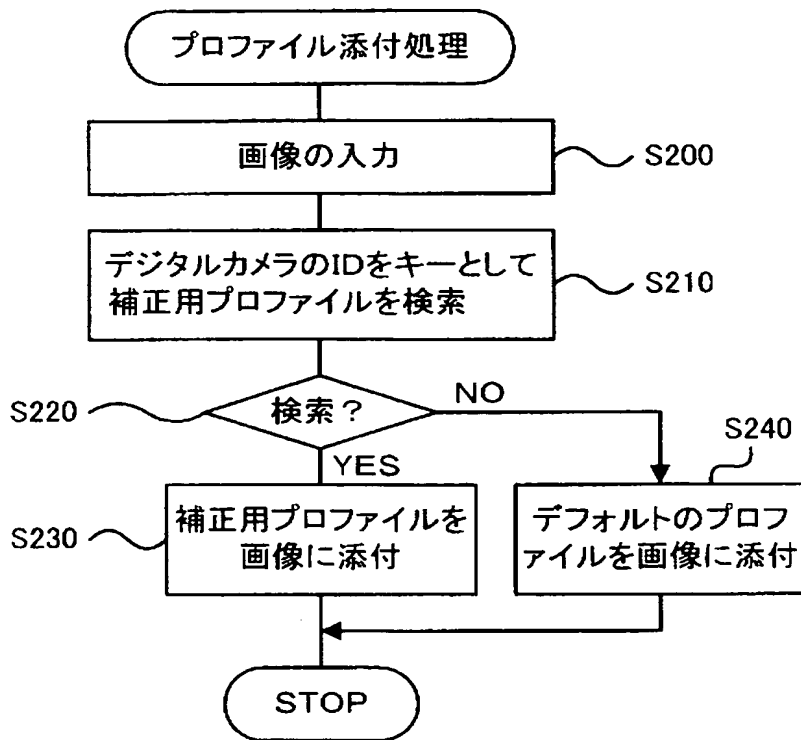 プロファイル添付処理
画像の入力
S200
デジタルカメラのIDをキーとして
補正用プロファイルを検索
S210
検索？
S220
NO
YES
S240
補正用プロファイルを
画像に添付
S230
デフォルトのプロフ
ァイルを画像に添付
STOP